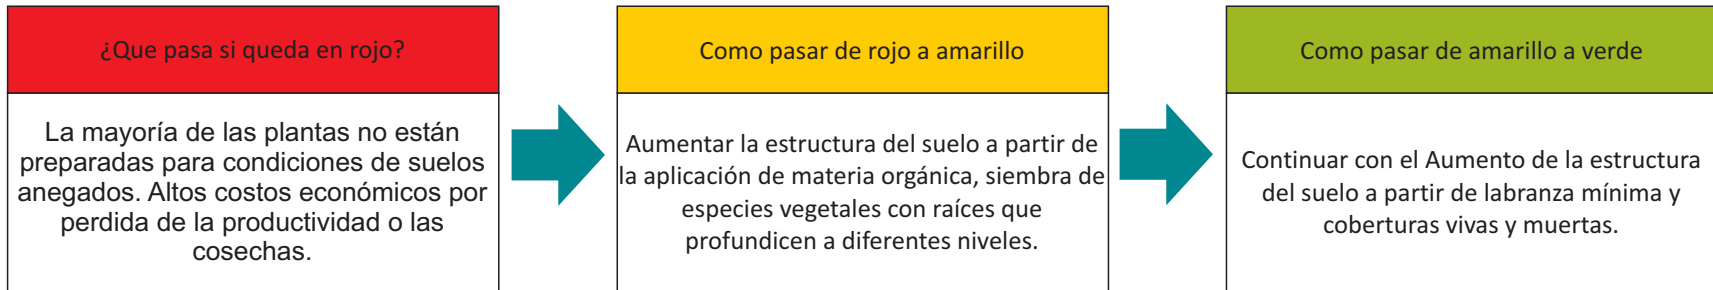 ¿Que pasa si queda en rojo?
La mayoría de las plantas no están
preparadas para condiciones de suelos
anegados. Altos costos económicos por
perdida de la productividad o las
cosechas.
Como pasar de rojo a amarillo
Aumentar la estructura del suelo a partir de
la aplicación de materia orgánica, siembra de
especies vegetales con raíces que
profundicen a diferentes niveles.
Como pasar de amarillo a verde
Continuar con el Aumento de la estructura
del suelo a partir de labranza mínima y
coberturas vivas y muertas.